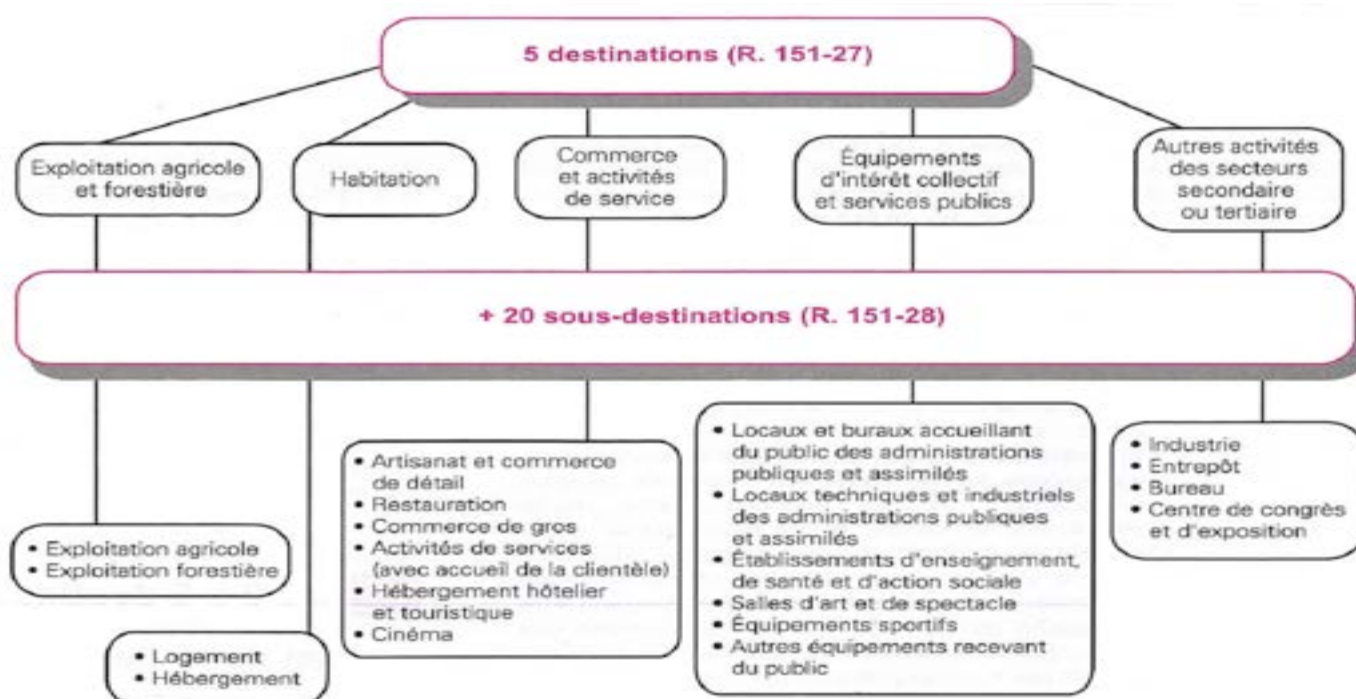 5 destinations (R. 151-27)
Exploitation agricole
et forestière
Habitation
Commerce
et activités
de service
Équipements
d'intérêt collectif
et services publics
Autres activités
des secteurs
secondaire
ou tertiaire
+ 20 sous-destinations (R. 151-28)
• Exploitation agricole
• Exploitation forestière
• Logement
• Hébergement
• Artisanat et commerce
de détail
• Restauration
• Commerce de gros
• Activités de services
(avec accueil de la clientèle)
• Hébergement hôtelier
et touristique
• Cinéma
• Locaux et buraux accueillant
du public des administrations
publiques et assimilés
• Locaux techniques et industriels
des administrations publiques
et assimilés
• Établissements d'enseignement,
de santé et d'action sociale
• Salles d'art et de spectacle
• Équipements sportifs
• Autres équipements recevant
du public
• Industrie
• Entrepôt
• Bureau
• Centre de congrès
et d'exposition